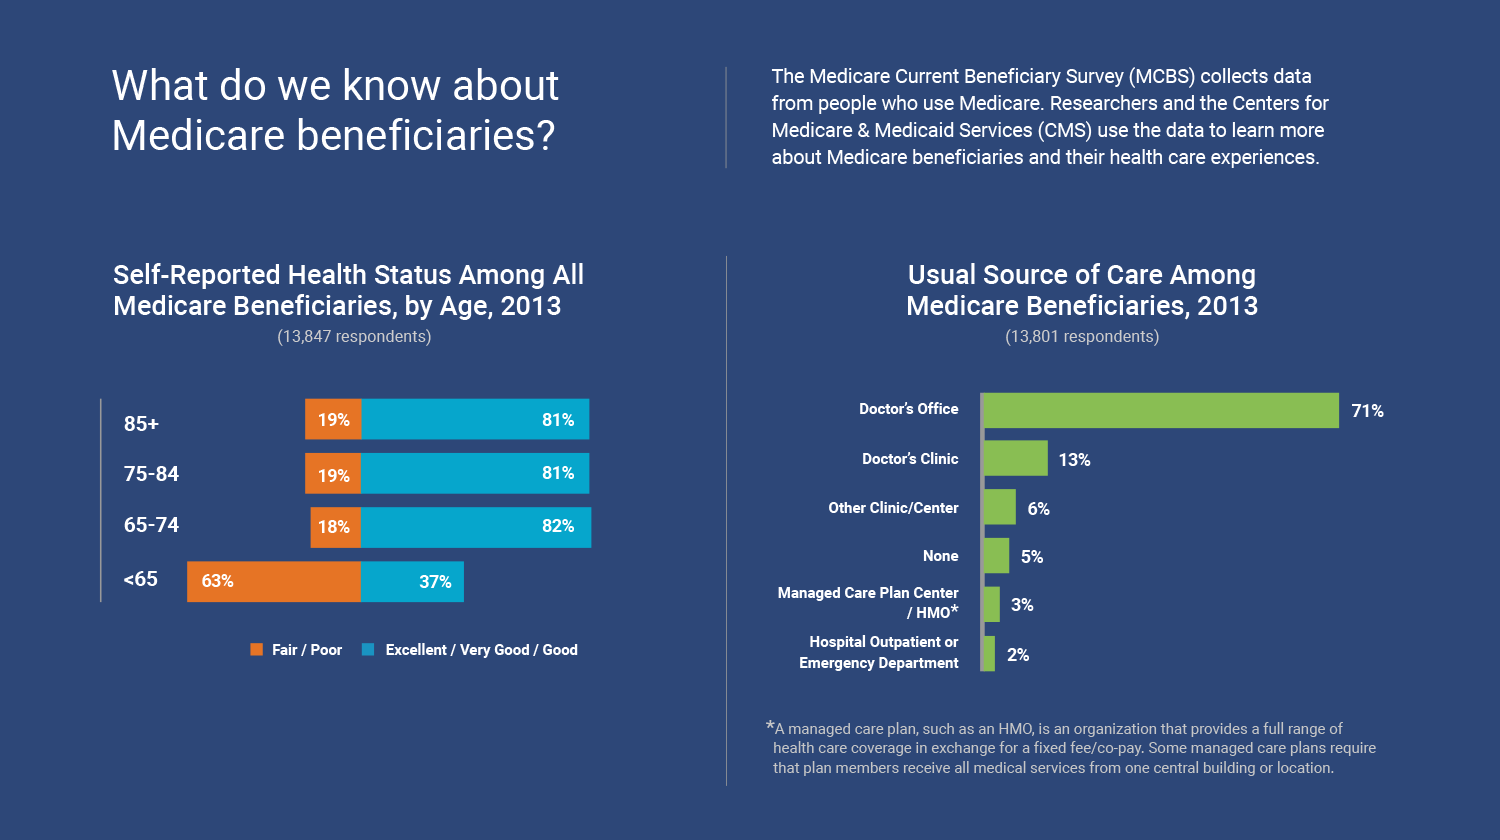 What do we know about
Medicare beneficiaries?
The Medicare Current Beneficiary Survey (MCBS) collects data
from people who use Medicare. Researchers and the Centers for
Medicare & Medicaid Services (CMS) use the data to learn more
about Medicare beneficiaries and their health care experiences.
Self-Reported Health Status Among All
Medicare Beneficiaries, by Age, 2013
(13,847 respondents)
85+ 19% 81%
75-84 19% 81%
65-74 18% 82%
<65 63% 37%
Fair / Poor Excellent / Very Good / Good
Usual Source of Care Among
Medicare Beneficiaries, 2013
(13,801 respondents)
Doctor’s Office 71%
Doctor’s Clinic 13%
Other Clinic/Center 6%
None 5%
Managed Care Plan Center
/ HMO* 3%
Hospital Outpatient or
Emergency Department 2%
*A managed care plan, such as an HMO, is an organization that provides a full range of
health care coverage in exchange for a fixed fee/co-pay. Some managed care plans require
that plan members receive all medical services from one central building or location.